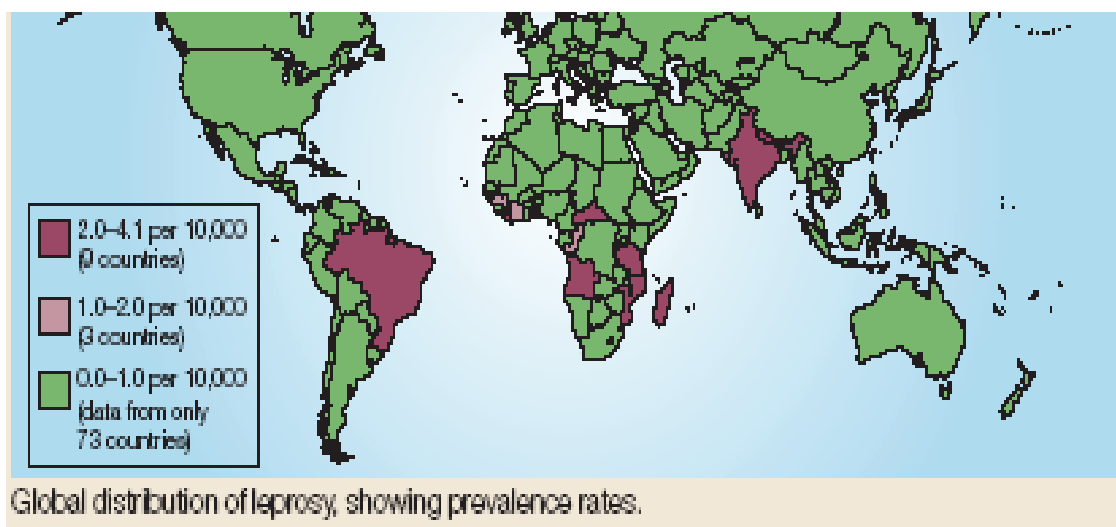 2.0–4.1 per 10,000
(9 countries)
1.0–2.0 per 10,000
(3 countries)
0.0–1.0 per 10,000
(data from only
73 countries)
Global distribution of leprosy, showing prevalence rates.